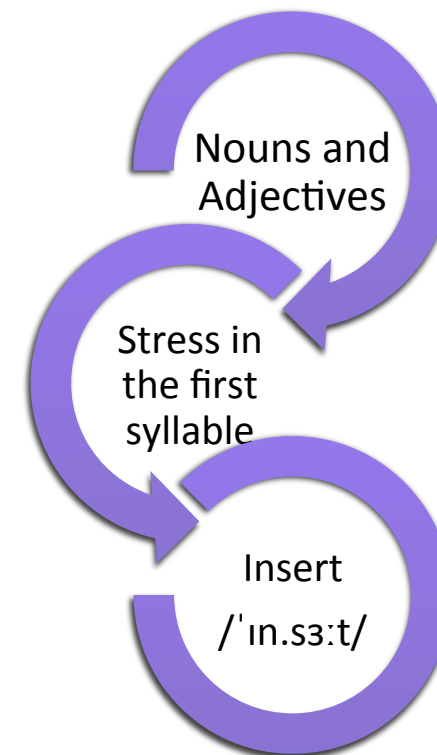 Nouns and
Adjectives
Stress in
the first
syllable
Insert
/ˈɪn.sɜːt/